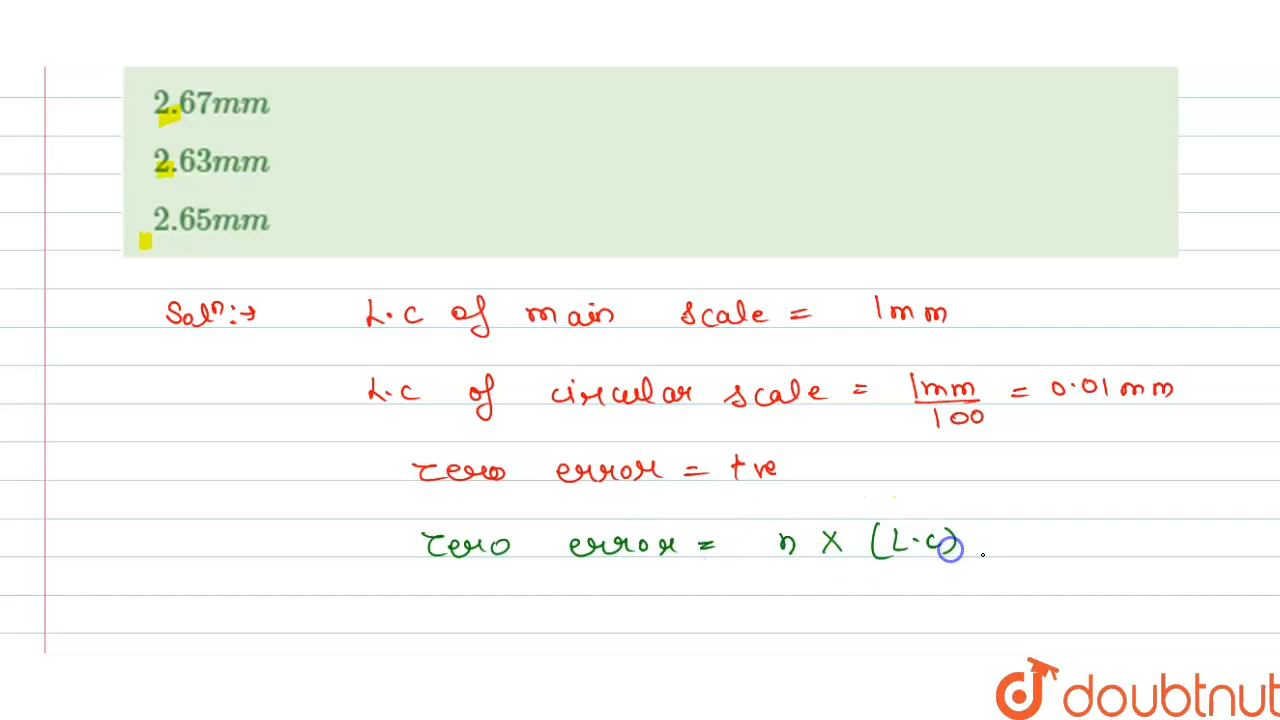 2.67mm
2.63mm
2.65mm
Solⁿ:→ L.C of main scale = 1mm
L.C of circular scale = 1mm/100 = 0.01mm
zero error = +ve
zero error = n × (L.C)
doubtnut